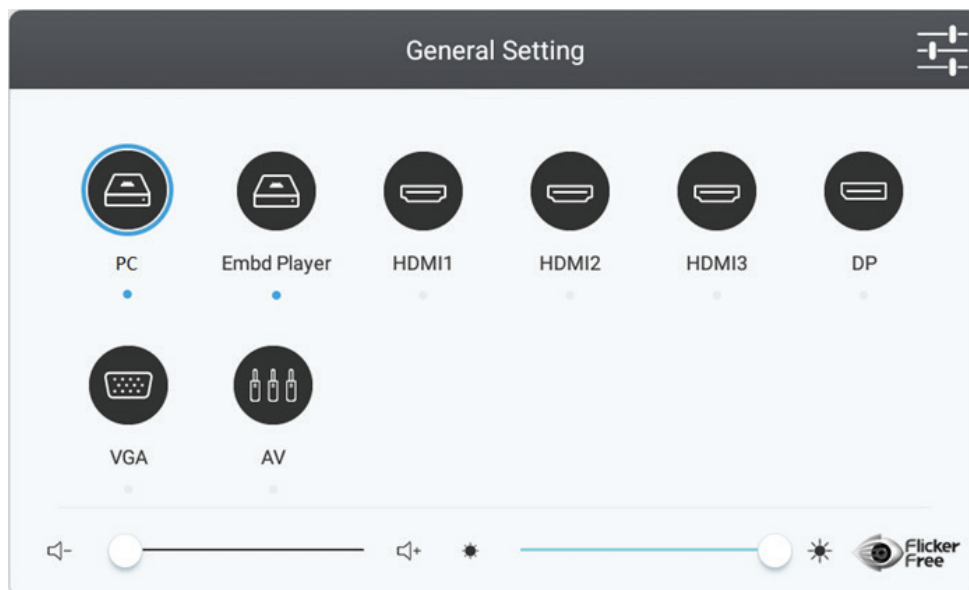 General Setting
PC
Embd Player
HDMI1
HDMI2
HDMI3
DP
VGA
AV
Flicker
Free